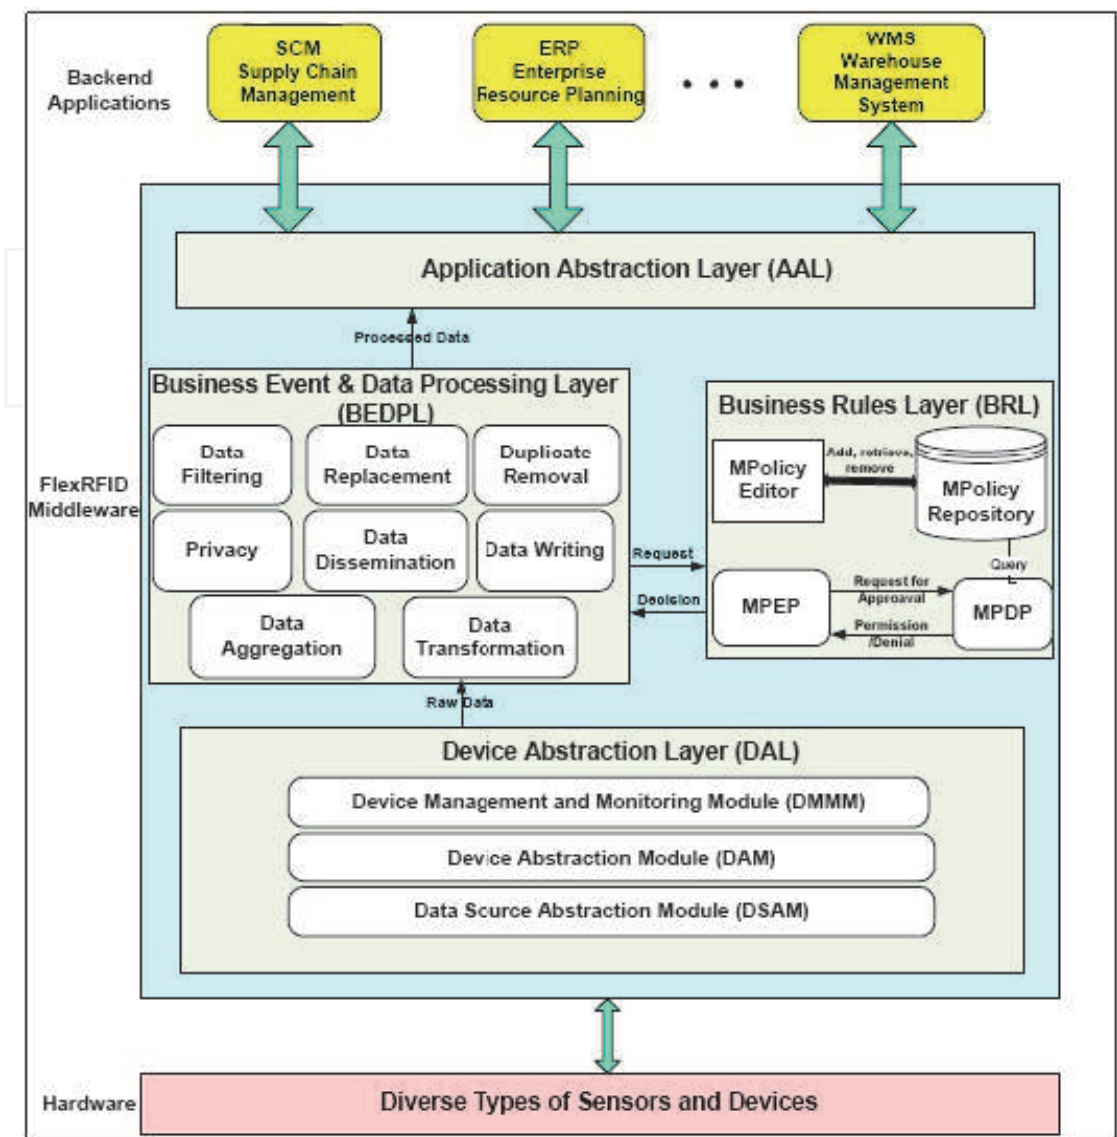 SCM
Supply Chain
Management
ERP
Enterprise
Resource Planning
WMS
Warehouse
Management
System
Backend
Applications
Application Abstraction Layer (AAL)
Processed Data
Business Event & Data Processing Layer
(BEDPL)
Data
Filtering
Data
Replacement
Duplicate
Removal
Privacy
Data
Dissemination
Data Writing
Data
Aggregation
Data
Transformation
FlexRFID
Middleware
Request
Decision
Business Rules Layer (BRL)
MPolicy
Editor
Add, retrieve,
remove
MPolicy
Repository
Query
MPEP
Request for
Approaval
Permission
/Denial
MPDP
Raw Data
Device Abstraction Layer (DAL)
Device Management and Monitoring Module (DMMM)
Device Abstraction Module (DAM)
Data Source Abstraction Module (DSAM)
Hardware
Diverse Types of Sensors and Devices